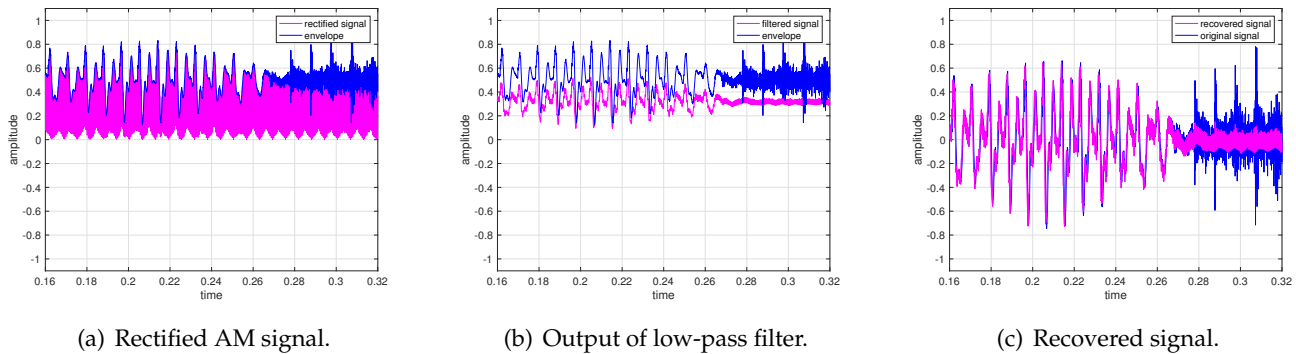 rectified signal
envelope
1
0.8
0.6
0.4
0.2
0
-0.2
-0.4
-0.6
-0.8
-1
amplitude
0.16 0.18 0.2 0.22 0.24 0.26 0.28 0.3 0.32
time
(a) Rectified AM signal.
filtered signal
envelope
1
0.8
0.6
0.4
0.2
0
-0.2
-0.4
-0.6
-0.8
-1
amplitude
0.16 0.18 0.2 0.22 0.24 0.26 0.28 0.3 0.32
time
(b) Output of low-pass filter.
recovered signal
original signal
1
0.8
0.6
0.4
0.2
0
-0.2
-0.4
-0.6
-0.8
-1
amplitude
0.16 0.18 0.2 0.22 0.24 0.26 0.28 0.3 0.32
time
(c) Recovered signal.